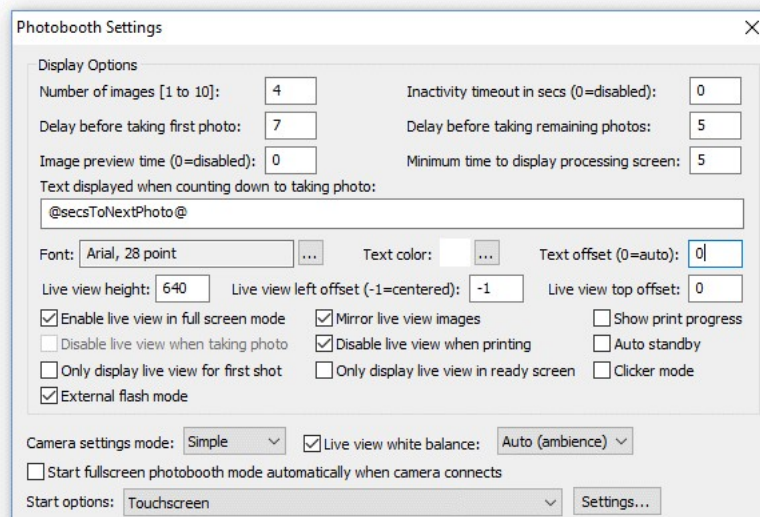 Photobooth Settings
Display Options
Number of images [1 to 10]: 4 Inactivity timeout in secs (0=disabled): 0
Delay before taking first photo: 7 Delay before taking remaining photos: 5
Image preview time (0=disabled): 0 Minimum time to display processing screen: 5
Text displayed when counting down to taking photo:
@secsToNextPhoto@
Font: Arial, 28 point ... Text color: ... Text offset (0=auto): 0
Live view height: 640 Live view left offset (-1=centered): -1 Live view top offset: 0
Enable live view in full screen mode Mirror live view images Show print progress
Disable live view when taking photo Disable live view when printing Auto standby
Only display live view for first shot Only display live view in ready screen Clicker mode
External flash mode
Camera settings mode: Simple Live view white balance: Auto (ambience)
Start fullscreen photobooth mode automatically when camera connects
Start options: Touchscreen Settings...